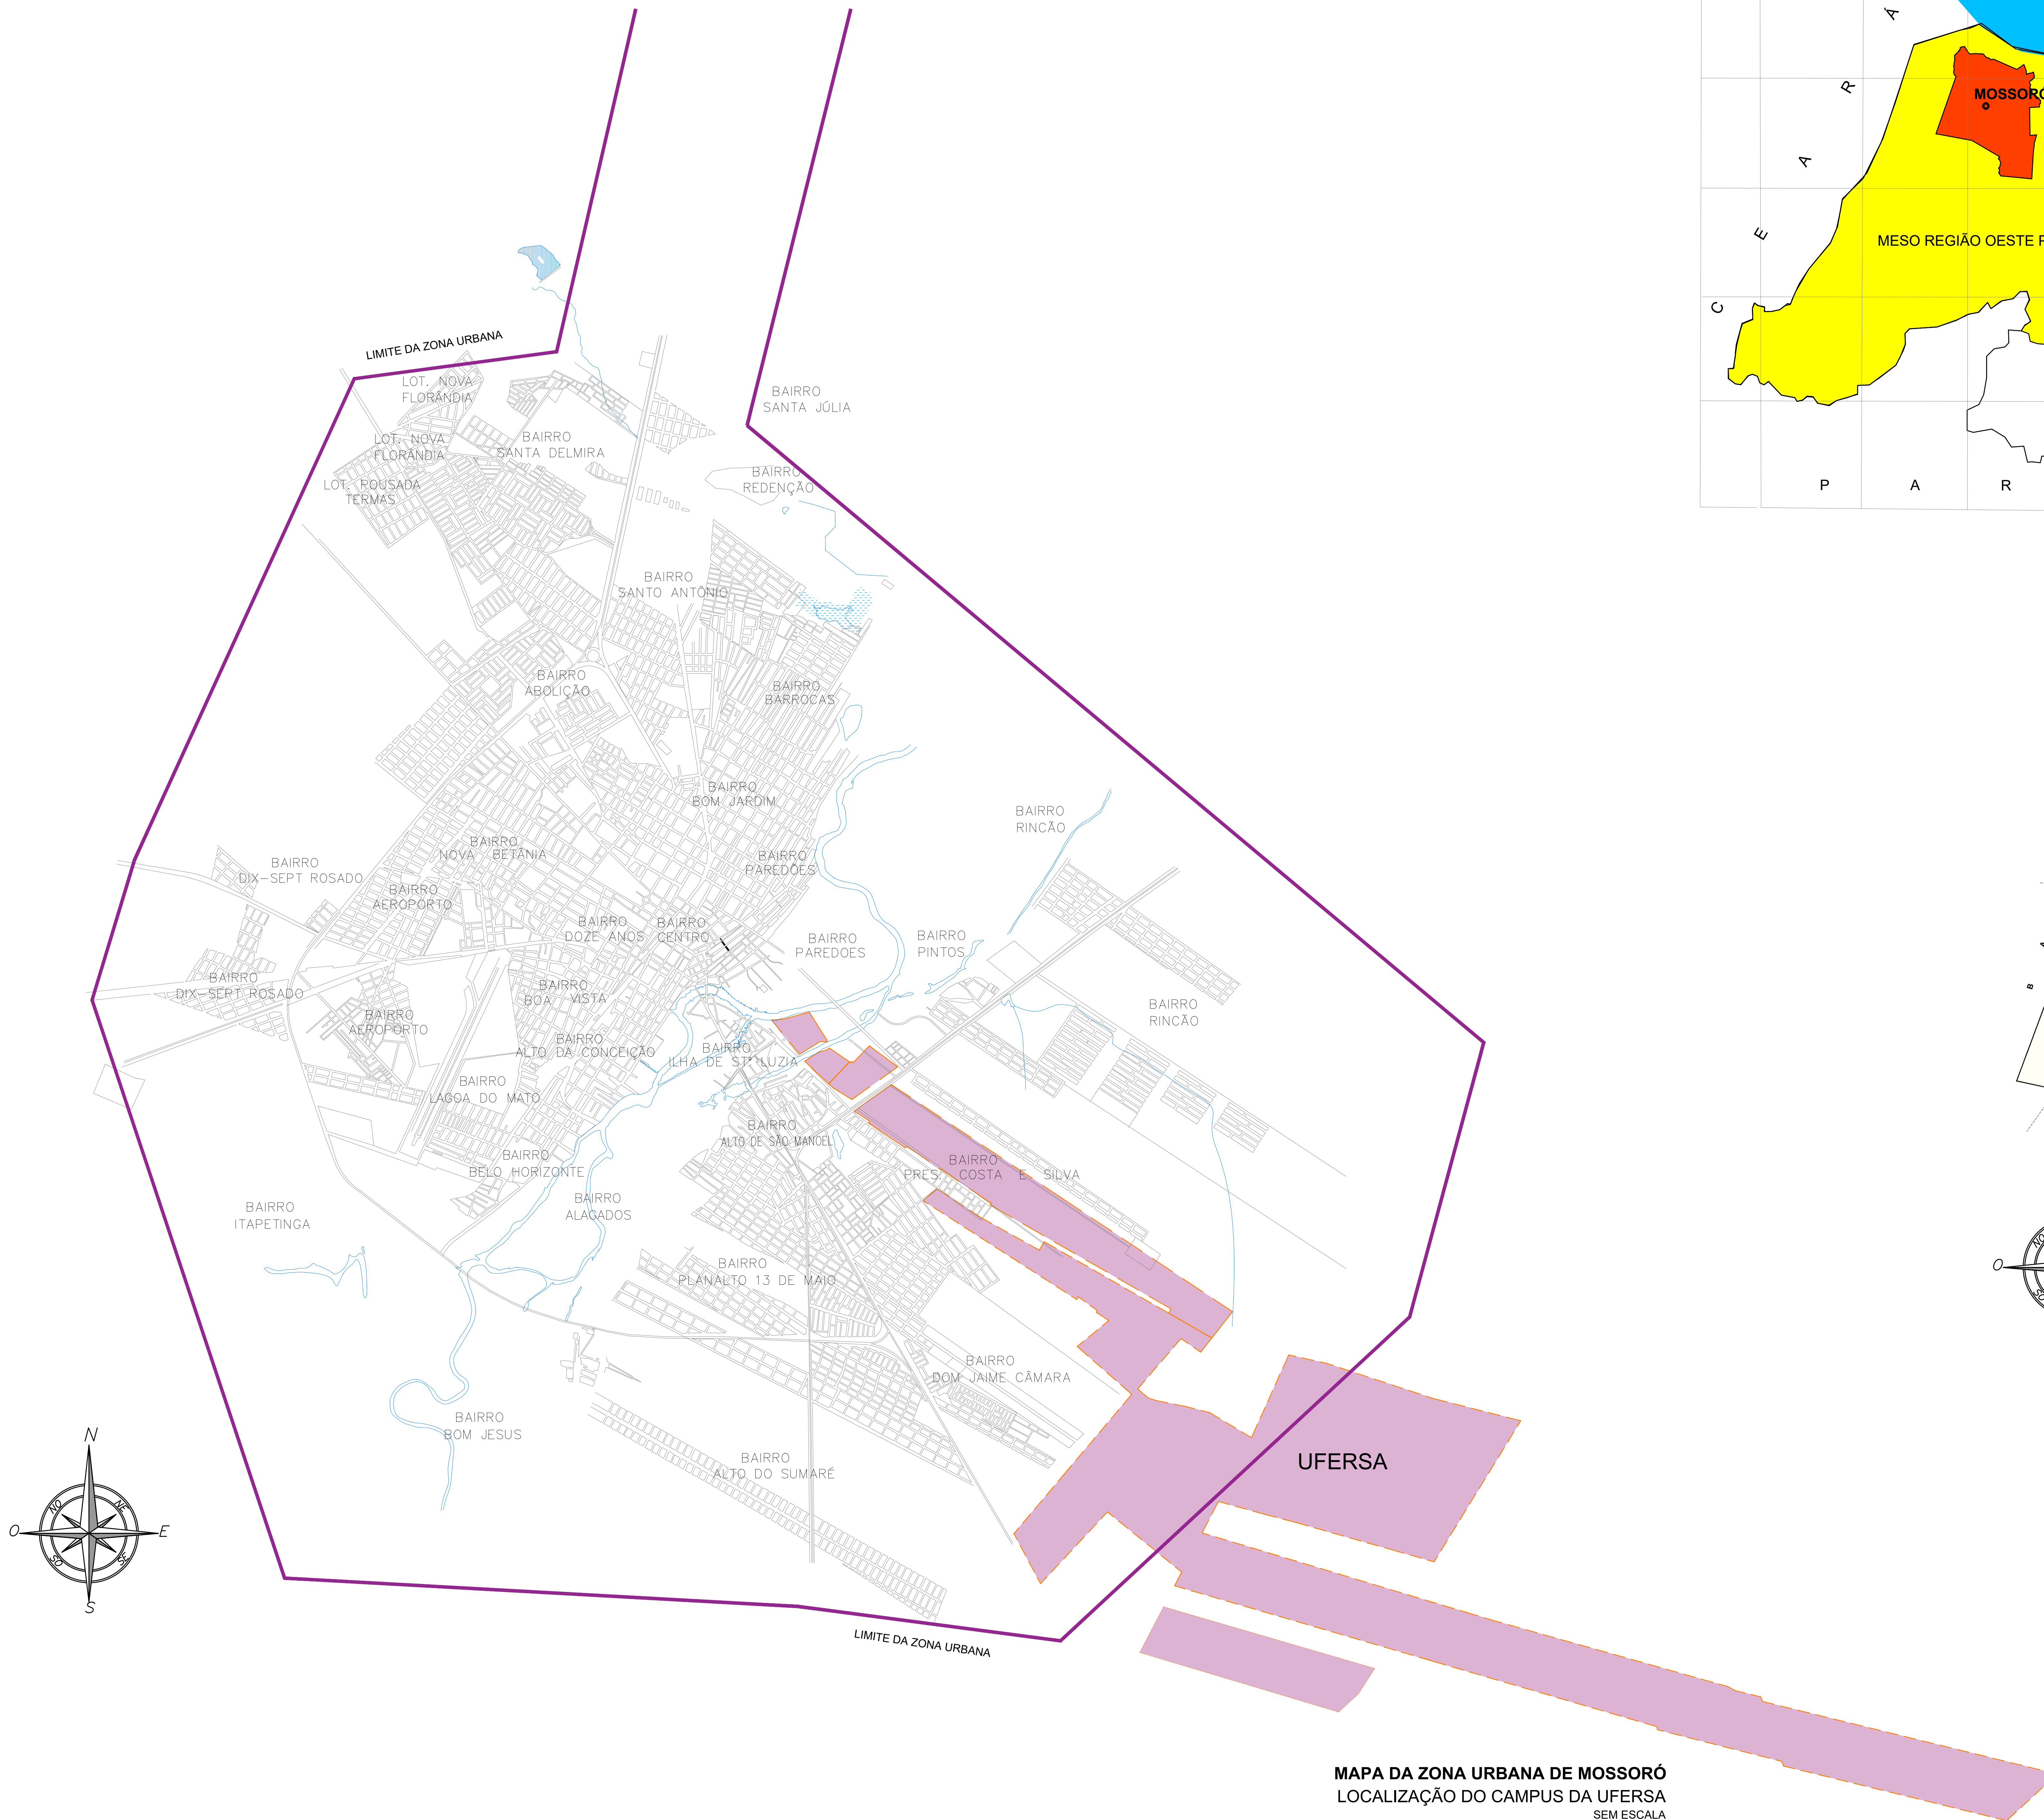 LIMITE DA ZONA URBANA
LOT. NOVA
FLORÂNDIA
BAIRRO
SANTA JÚLIA
LOT. NOVA
FLORÂNDIA
BAIRRO
SANTA DELMIRA
LOT. POUSADA
TERMAS
BAIRRO
REDENÇÃO
BAIRRO
SANTO ANTÔNIO
BAIRRO
ABOLIÇÃO
BAIRRO
BARROCAS
BAIRRO
BOM JARDIM
BAIRRO
RINCÃO
BAIRRO
NOVA BETÂNIA
BAIRRO
PAREDÕES
BAIRRO
DIX-SEPT ROSADO
BAIRRO
AEROPORTO
BAIRRO
DOZE ANOS
BAIRRO
CENTRO
BAIRRO
PAREDOES
BAIRRO
PINTOS
BAIRRO
DIX-SEPT ROSADO
BAIRRO
BOA VISTA
BAIRRO
RINCÃO
BAIRRO
AEROPORTO
BAIRRO
ALTO DA CONCEIÇÃO
BAIRRO
ILHA DE STª LUZIA
BAIRRO
LAGOA DO MATO
BAIRRO
ALTO DE SÃO MANOEL
BAIRRO
BELO HORIZONTE
BAIRRO
PRES. COSTA E SILVA
BAIRRO
ITAPETINGA
BAIRRO
ALAGADOS
BAIRRO
PLANALTO 13 DE MAIO
BAIRRO
DOM JAIME CÂMARA
BAIRRO
BOM JESUS
BAIRRO
ALTO DO SUMARÉ
UFERSA
LIMITE DA ZONA URBANA
N
NO
NE
O
E
SO
SE
S
MAPA DA ZONA URBANA DE MOSSORÓ
LOCALIZAÇÃO DO CAMPUS DA UFERSA
SEM ESCALA
C E A R Á
MOSSORÓ
MESO REGIÃO OESTE
P A R
B
NO
O
SO